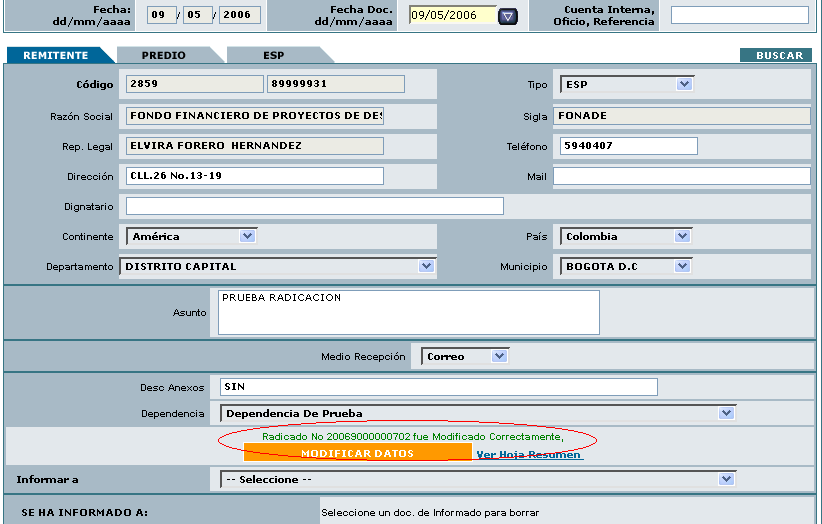 Fecha: dd/mm/aaaa 09 / 05 / 2006 Fecha Doc. dd/mm/aaaa 09/05/2006 Cuenta Interna, Oficio, Referencia
REMITENTE PREDIO ESP BUSCAR
Código 2859 89999931 Tipo ESP
Razón Social FONDO FINANCIERO DE PROYECTOS DE DES Sigla FONADE
Rep. Legal ELVIRA FORERO HERNANDEZ Teléfono 5940407
Dirección CLL.26 No.13-19 Mail
Dignatario
Continente América País Colombia
Departamento DISTRITO CAPITAL Municipio BOGOTA D.C
Asunto PRUEBA RADICACION
Medio Recepción Correo
Desc Anexos SIN
Dependencia Dependencia De Prueba
Radicado No 20069000000702 fue Modificado Correctamente,
MODIFICAR DATOS Ver Hoja Resumen
Informar a -- Seleccione --
SE HA INFORMADO A: Seleccione un doc. de Informado para borrar